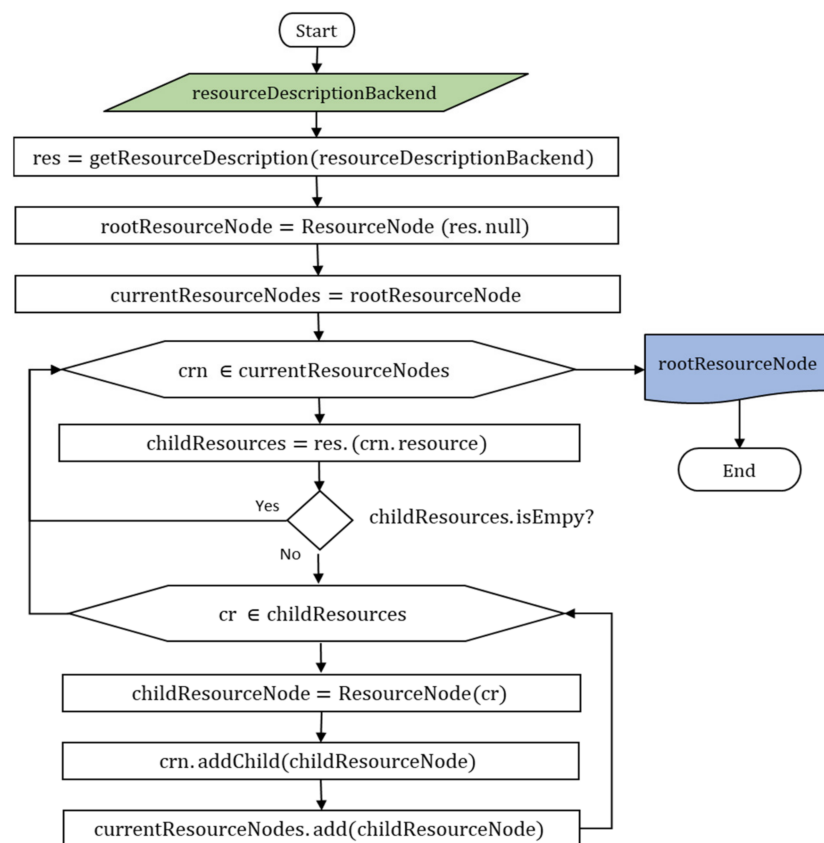 Start
resourceDescriptionBackend
res = getResourceDescription(resourceDescriptionBackend)
rootResourceNode = ResourceNode (res.null)
currentResourceNodes = rootResourceNode
crn ∈ currentResourceNodes
rootResourceNode
childResources = res.(crn.resource)
End
Yes
childResources.isEmpy?
No
cr ∈ childResources
childResourceNode = ResourceNode(cr)
crn.addChild(childResourceNode)
currentResourceNodes.add(childResourceNode)